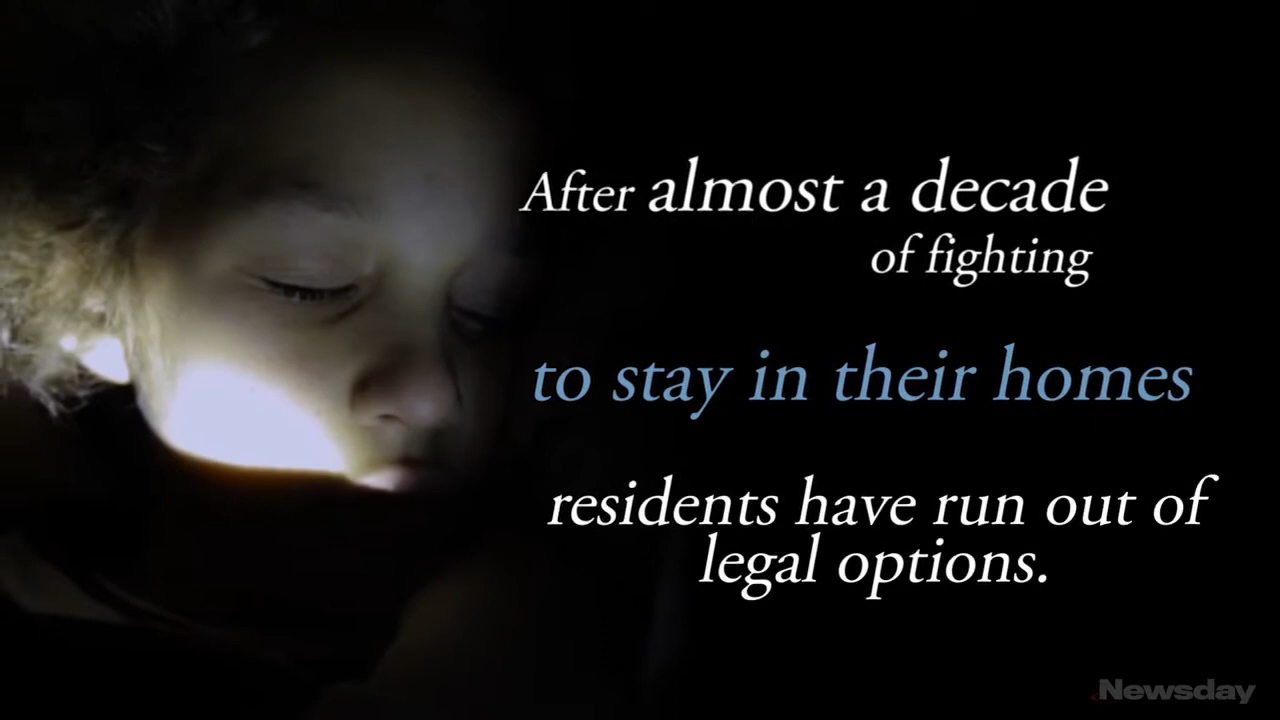 After almost a decade
of fighting
to stay in their homes
residents have run out of
legal options.
Newsday